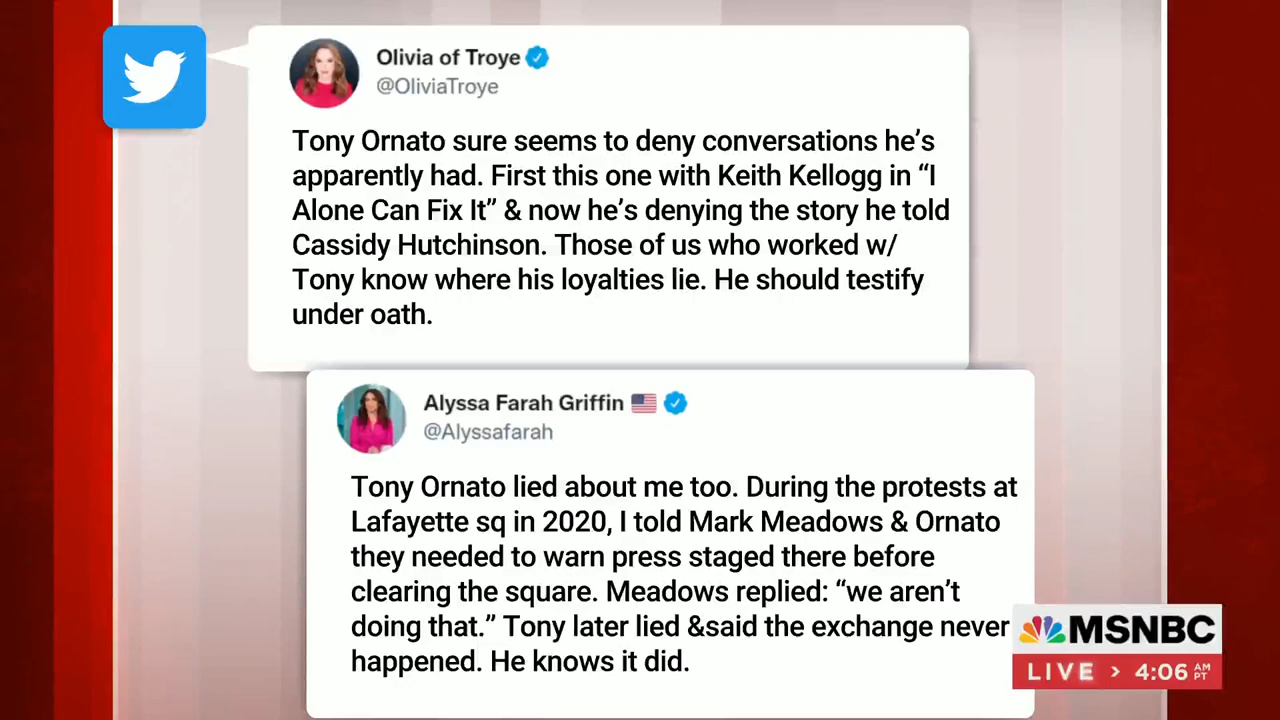 Olivia of Troye
@OliviaTroye
Tony Ornato sure seems to deny conversations he's
apparently had. First this one with Keith Kellogg in “I
Alone Can Fix It” & now he's denying the story he told
Cassidy Hutchinson. Those of us who worked w/
Tony know where his loyalties lie. He should testify
under oath.
Alyssa Farah Griffin 🇺🇸
@Alyssafarah
Tony Ornato lied about me too. During the protests at
Lafayette sq in 2020, I told Mark Meadows & Ornato
they needed to warn press staged there before
clearing the square. Meadows replied: “we aren't
doing that.” Tony later lied &said the exchange never
happened. He knows it did.
MSNBC
LIVE > 4:06 AM PT